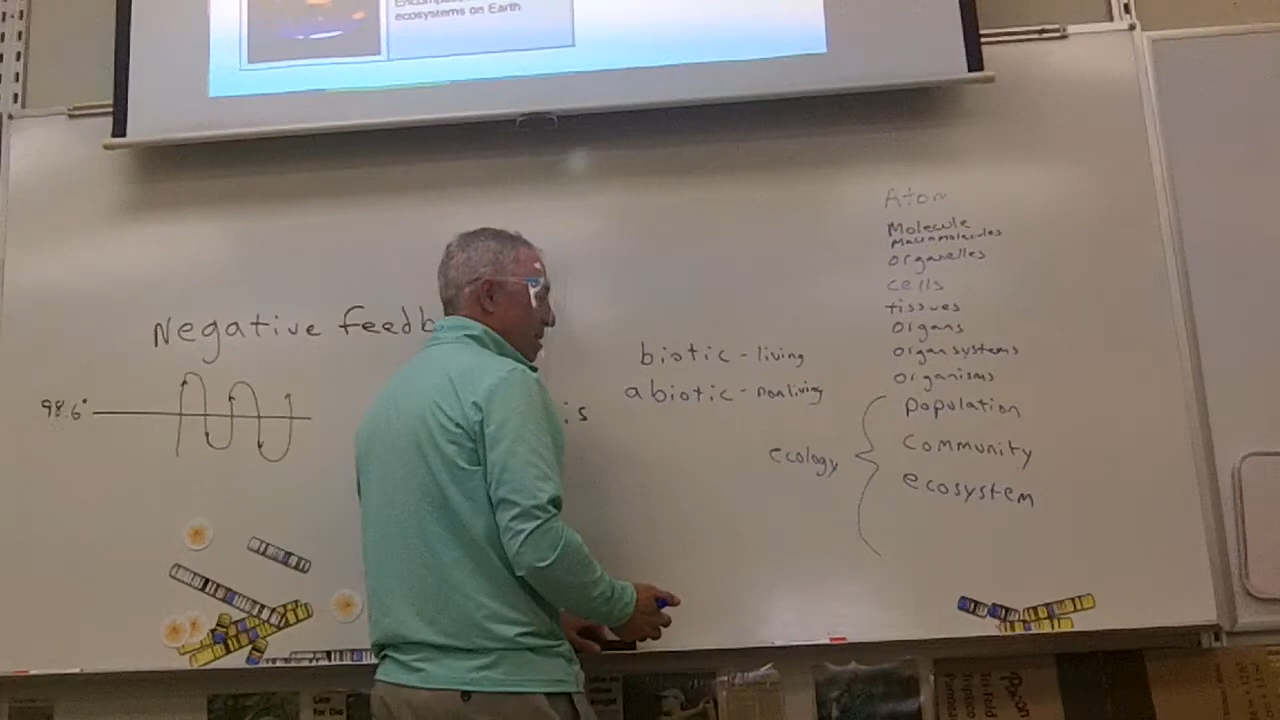 ecosystems on Earth
Negative feedb
98.6°
is
biotic - living
abiotic - nonliving
ecology
Atom
Molecule
Macromolecules
organelles
cells
tissues
organs
organ systems
organisms
population
community
ecosystem